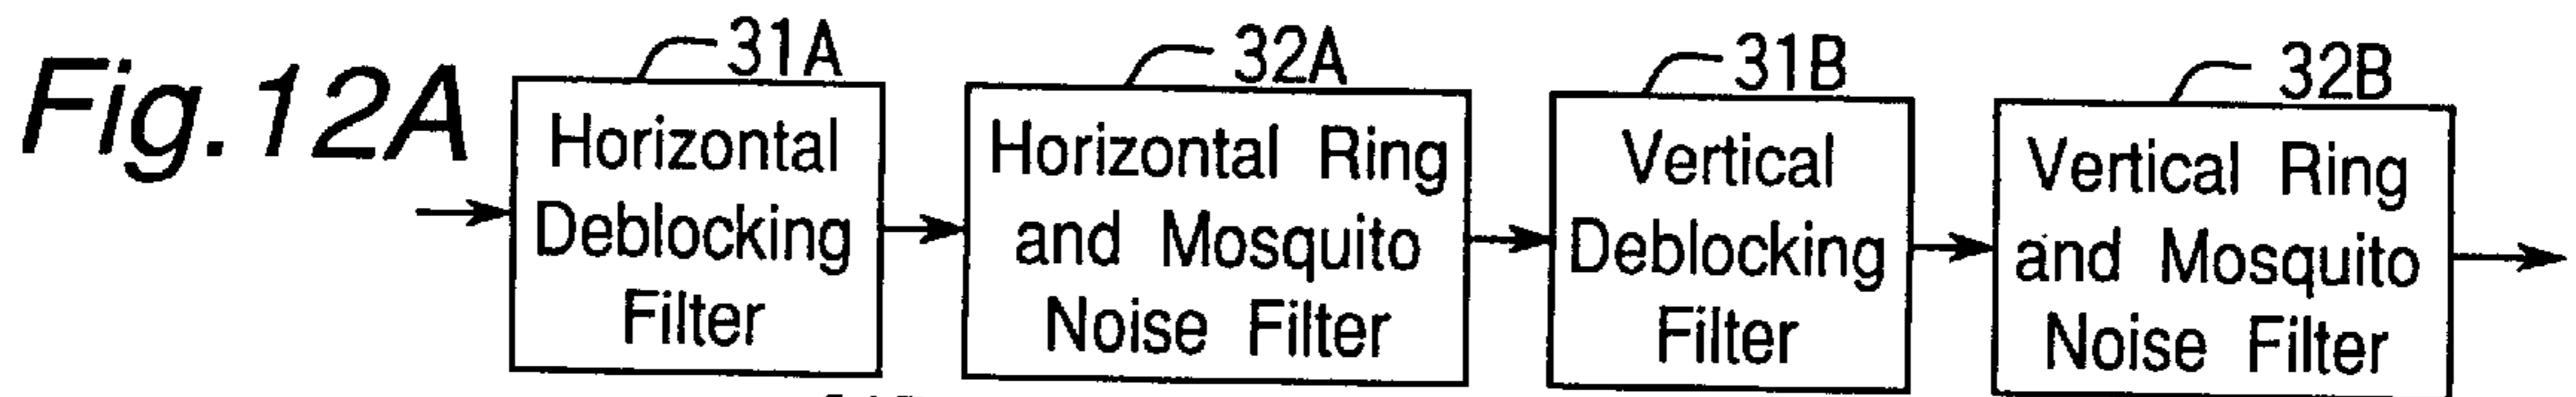 Fig.12A
31A
Horizontal
Deblocking
Filter
32A
Horizontal Ring
and Mosquito
Noise Filter
31B
Vertical
Deblocking
Filter
32B
Vertical Ring
and Mosquito
Noise Filter